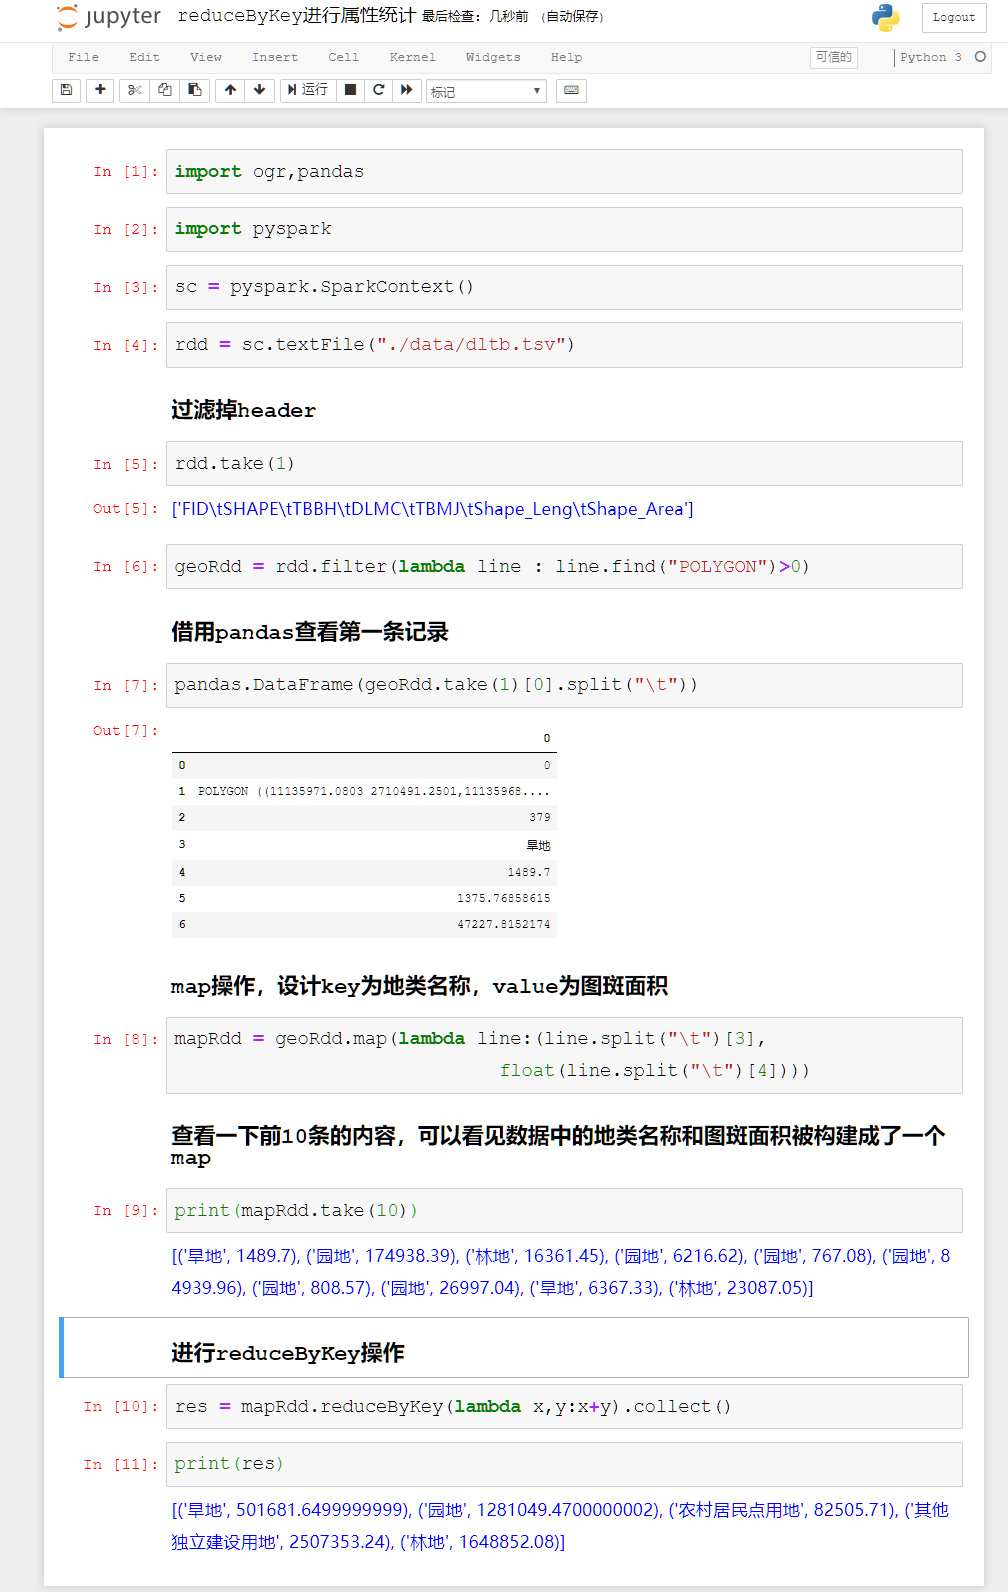 jupyter reduceByKey进行属性统计 最后检查: 几秒前 (自动保存) Logout
File Edit View Insert Cell Kernel Widgets Help 可信的 Python 3
运行 标记
In [1]: import ogr,pandas
In [2]: import pyspark
In [3]: sc = pyspark.SparkContext()
In [4]: rdd = sc.textFile("./data/dltb.tsv")
过滤掉header
In [5]: rdd.take(1)
Out[5]: ['FID\tSHAPE\tTBBH\tDLMC\tTBMJ\tShape_Leng\tShape_Area']
In [6]: geoRdd = rdd.filter(lambda line : line.find("POLYGON")>0)
借用pandas查看第一条记录
In [7]: pandas.DataFrame(geoRdd.take(1)[0].split("\t"))
Out[7]:
0
0 0
1 POLYGON ((11135971.0803 2710491.2501,11135968....
2 379
3 旱地
4 1489.7
5 1375.76858615
6 47227.8152174
map操作，设计key为地类名称，value为图斑面积
In [8]: mapRdd = geoRdd.map(lambda line:(line.split("\t")[3],
float(line.split("\t")[4])))
查看一下前10条的内容，可以看见数据中的地类名称和图斑面积被构建成了一个
map
In [9]: print(mapRdd.take(10))
[('旱地', 1489.7), ('园地', 174938.39), ('林地', 16361.45), ('园地', 6216.62), ('园地', 767.08), ('园地', 8
4939.96), ('园地', 808.57), ('园地', 26997.04), ('旱地', 6367.33), ('林地', 23087.05)]
进行reduceByKey操作
In [10]: res = mapRdd.reduceByKey(lambda x,y:x+y).collect()
In [11]: print(res)
[('旱地', 501681.6499999999), ('园地', 1281049.4700000002), ('农村居民点用地', 82505.71), ('其他
独立建设用地', 2507353.24), ('林地', 1648852.08)]